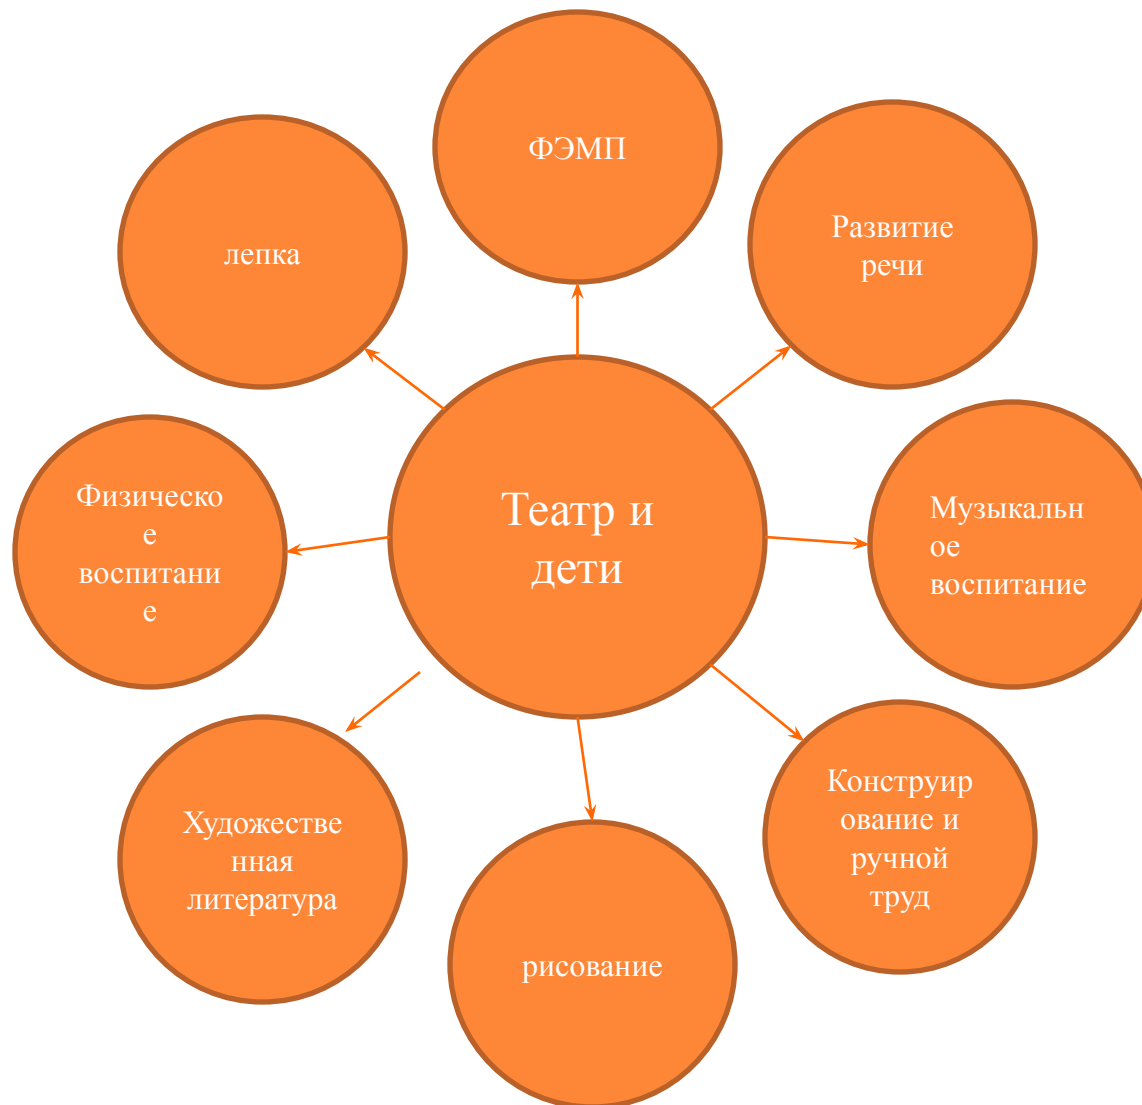 ФЭМП
Развитие
речи
лепка
Театр и
дети
Физическо
е
воспитани
е
Музыкальн
ое
воспитание
Художестве
нная
литература
Конструир
ование и
ручной
труд
рисование